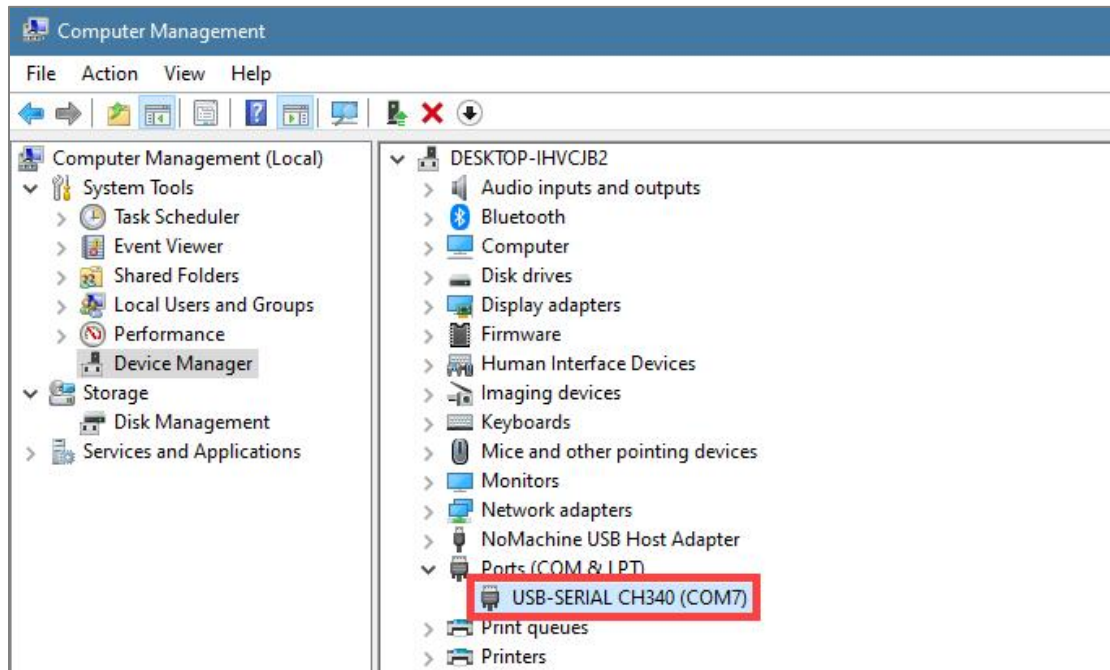 Computer Management
File Action View Help
Computer Management (Local)
System Tools
Task Scheduler
Event Viewer
Shared Folders
Local Users and Groups
Performance
Device Manager
Storage
Disk Management
Services and Applications
DESKTOP-IHVCJB2
Audio inputs and outputs
Bluetooth
Computer
Disk drives
Display adapters
Firmware
Human Interface Devices
Imaging devices
Keyboards
Mice and other pointing devices
Monitors
Network adapters
NoMachine USB Host Adapter
Ports (COM & LPT)
USB-SERIAL CH340 (COM7)
Print queues
Printers